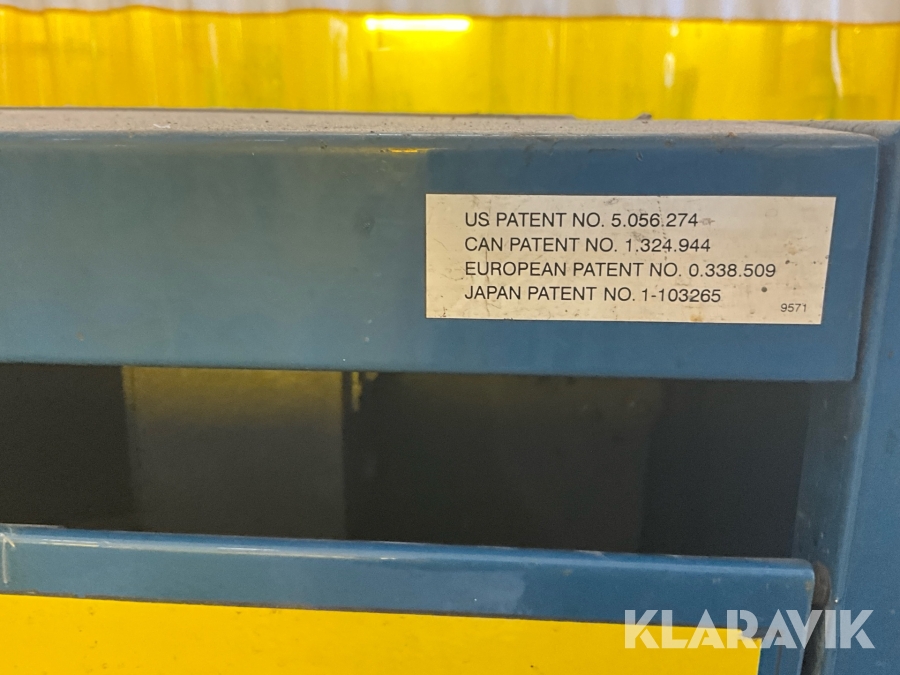 US PATENT NO. 5.056.274
CAN PATENT NO. 1.324.944
EUROPEAN PATENT NO. 0.338.509
JAPAN PATENT NO. 1-103265
9571
KLARAVIK